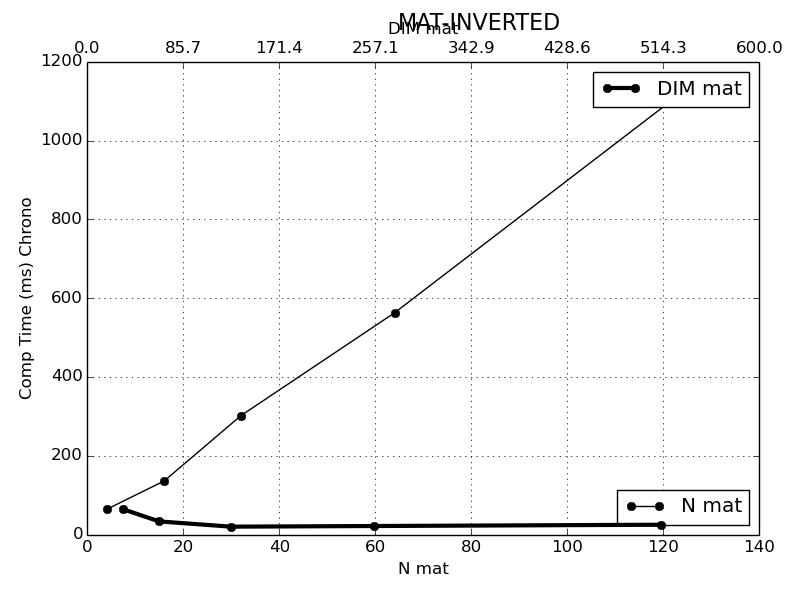 MAT-INVERTED
DIM mat
0.0 85.7 171.4 257.1 342.9 428.6 514.3 600.0
DIM mat
1200
1000
800
600
400
200
0
Comp Time (ms) Chrono
N mat
0 20 40 60 80 100 120 140
N mat